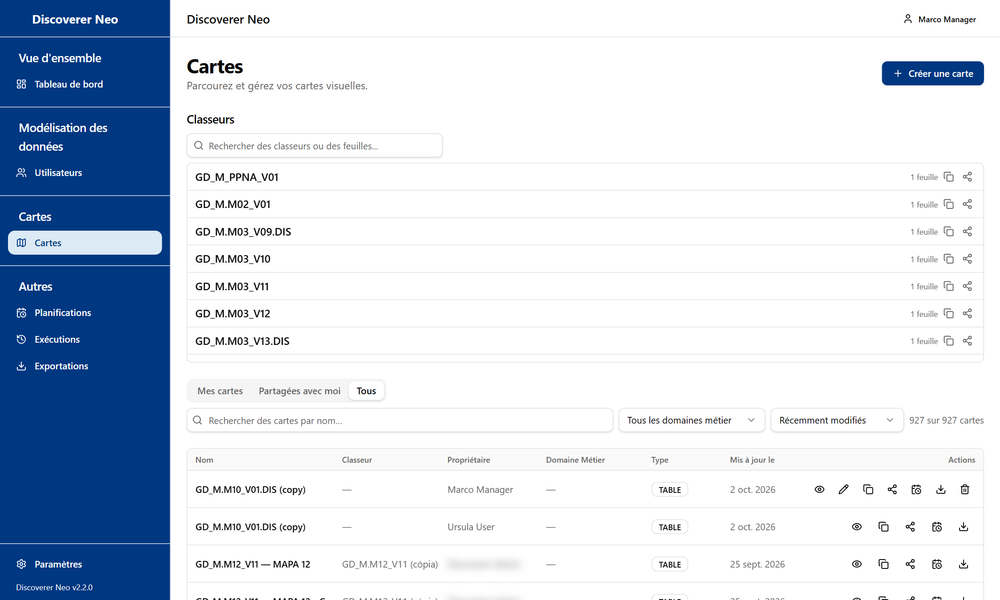 Discoverer Neo
Discoverer Neo
Marco Manager
Vue d'ensemble
Tableau de bord
Modélisation des
données
Utilisateurs
Cartes
Cartes
Autres
Planifications
Exécutions
Exportations
Paramètres
Discoverer Neo v2.2.0
Cartes
Parcourez et gérez vos cartes visuelles.
Créer une carte
Classeurs
Rechercher des classeurs ou des feuilles...
GD_M_PPNA_V01 1 feuille
GD_M.M02_V01 1 feuille
GD_M.M03_V09.DIS 1 feuille
GD_M.M03_V10 1 feuille
GD_M.M03_V11 1 feuille
GD_M.M03_V12 1 feuille
GD_M.M03_V13.DIS 1 feuille
Mes cartes Partagées avec moi Tous
Rechercher des cartes par nom... Tous les domaines métier Récemment modifiés 927 sur 927 cartes
Nom Classeur Propriétaire Domaine Métier Type Mis à jour le Actions
GD_M.M10_V01.DIS (copy) — Marco Manager — TABLE 2 oct. 2026
GD_M.M10_V01.DIS (copy) — Ursula User — TABLE 2 oct. 2026
GD_M.M12_V11 — MAPA 12 GD_M.M12_V11 (cópia) — TABLE 25 sept. 2026